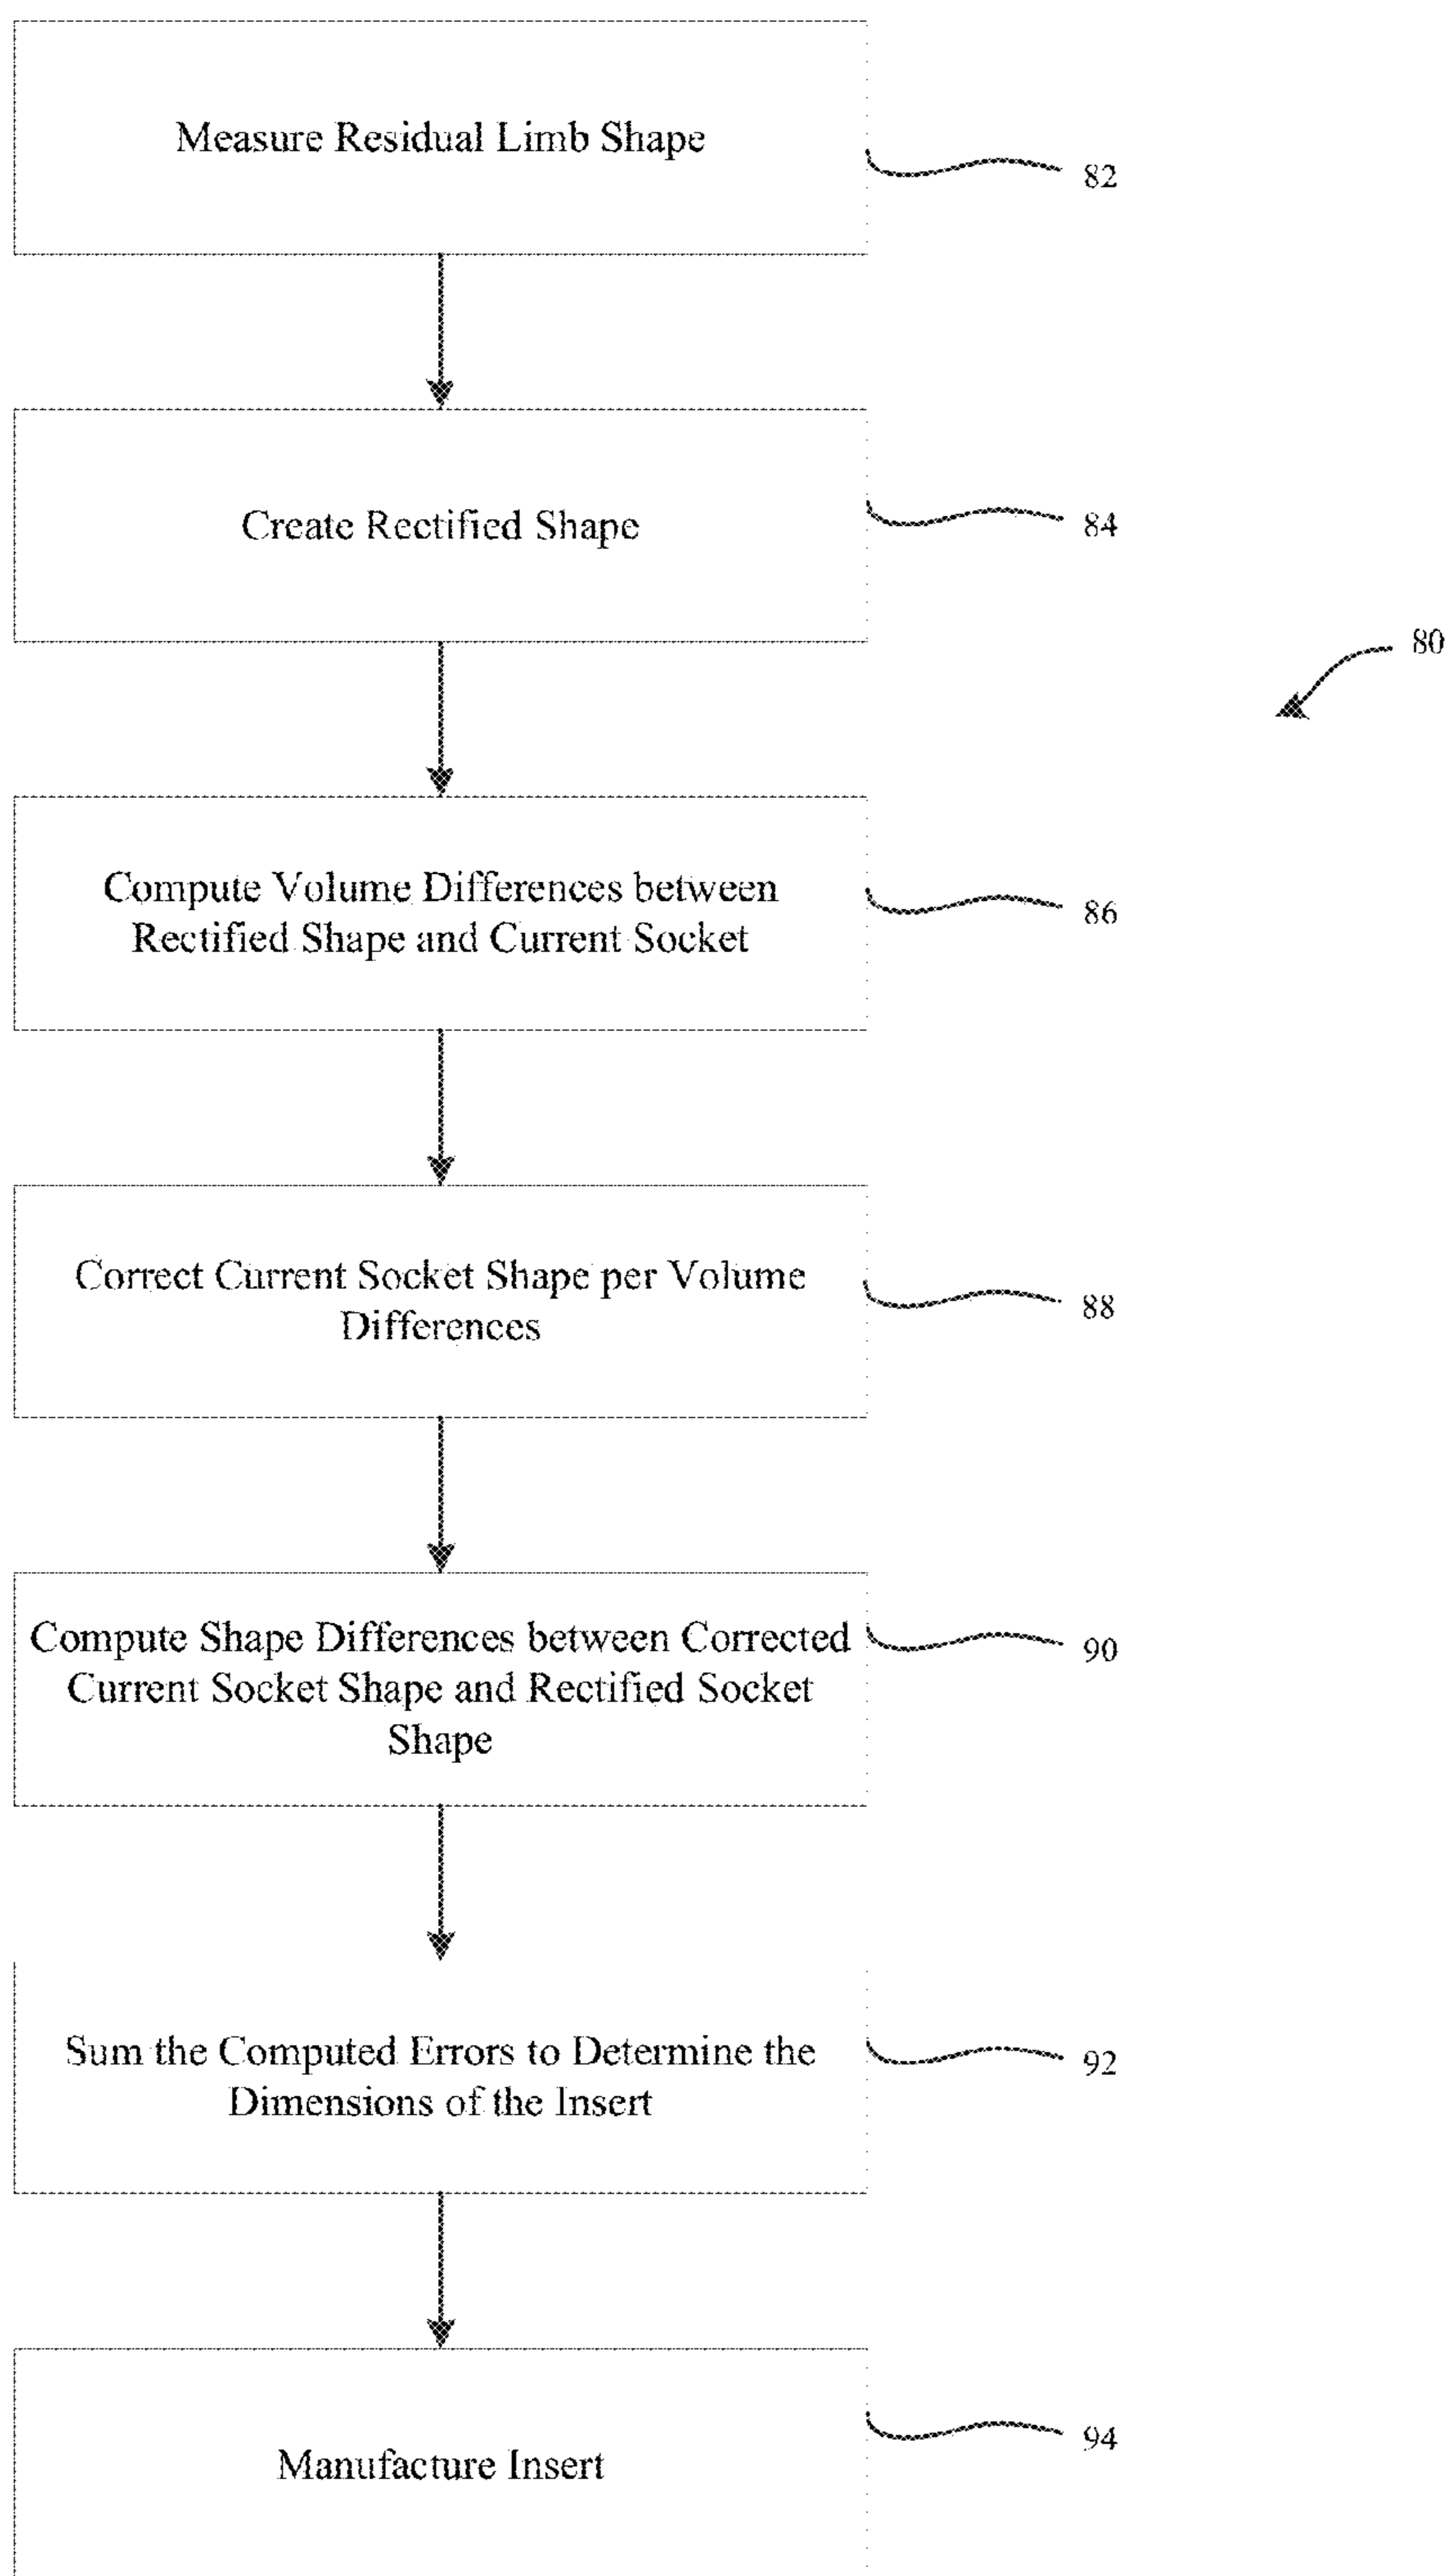 Measure Residual Limb Shape
82
Create Rectified Shape
84
80
Compute Volume Differences between
Rectified Shape and Current Socket
86
Correct Current Socket Shape per Volume
Differences
88
Compute Shape Differences between Corrected
Current Socket Shape and Rectified Socket
Shape
90
Sum the Computed Errors to Determine the
Dimensions of the Insert
92
Manufacture Insert
94